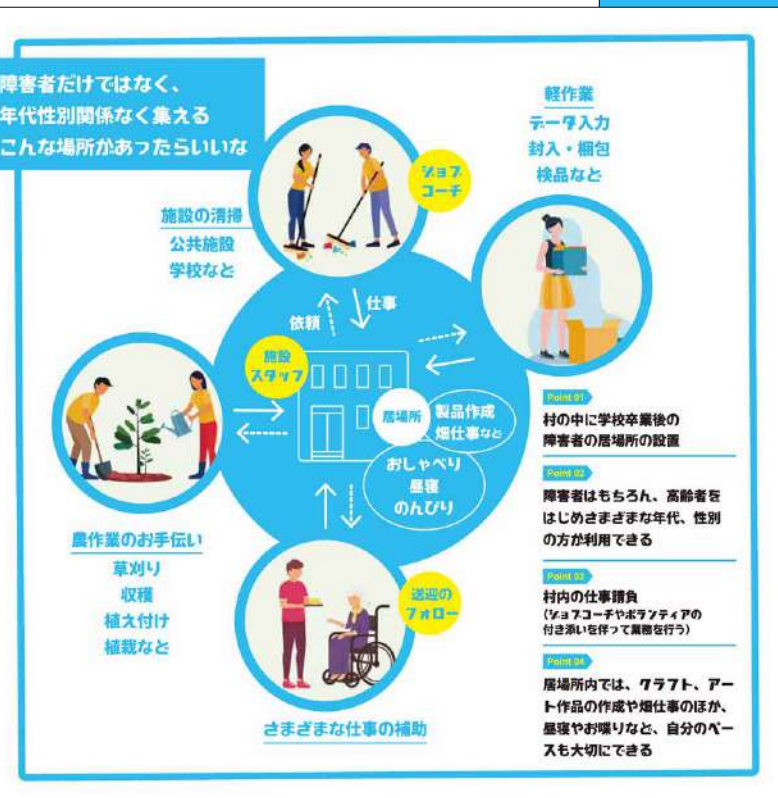 障害者だけではなく、
年代性別関係なく集える
こんな場所があったらいいな
軽作業
データ入力
封入・梱包
検品など
ジョブ
コーチ
施設の清掃
公共施設
学校など
依頼
仕事
施設
スタッフ
居場所
製品作成
畑仕事など
おしゃべり
昼寝
のんびり
農作業のお手伝い
草刈り
収穫
植え付け
植栽など
送迎の
フォロー
さまざまな仕事の補助
Point 01
村の中に学校卒業後の
障害者の居場所の設置
Point 02
障害者はもちろん、高齢者を
はじめさまざまな年代、性別
の方が利用できる
Point 03
村内の仕事請負
(ジョブコーチやボランティアの
付き添いを伴って業務を行う)
Point 04
居場所内では、クラフト、アー
ト作品の作成や畑仕事のほか、
昼寝やお喋りなど、自分のペー
スも大切にできる